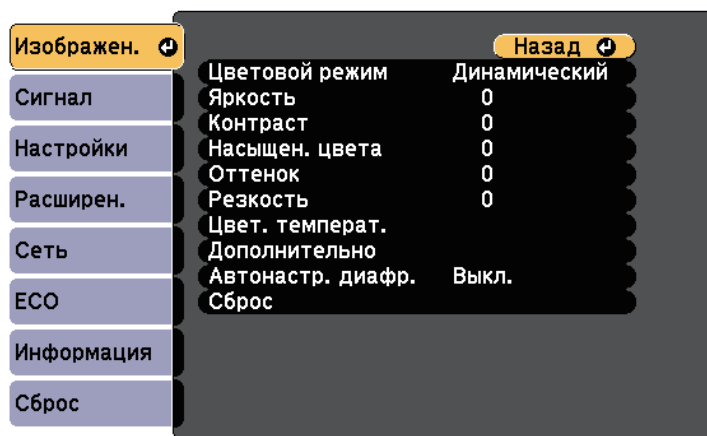 Изображен.
Сигнал
Настройки
Расширен.
Сеть
ECO
Информация
Сброс
Назад
Цветовой режим Динамический
Яркость 0
Контраст 0
Насыщен. цвета 0
Оттенок 0
Резкость 0
Цвет. температ.
Дополнительно
Автонастр. диафр. Выкл.
Сброс